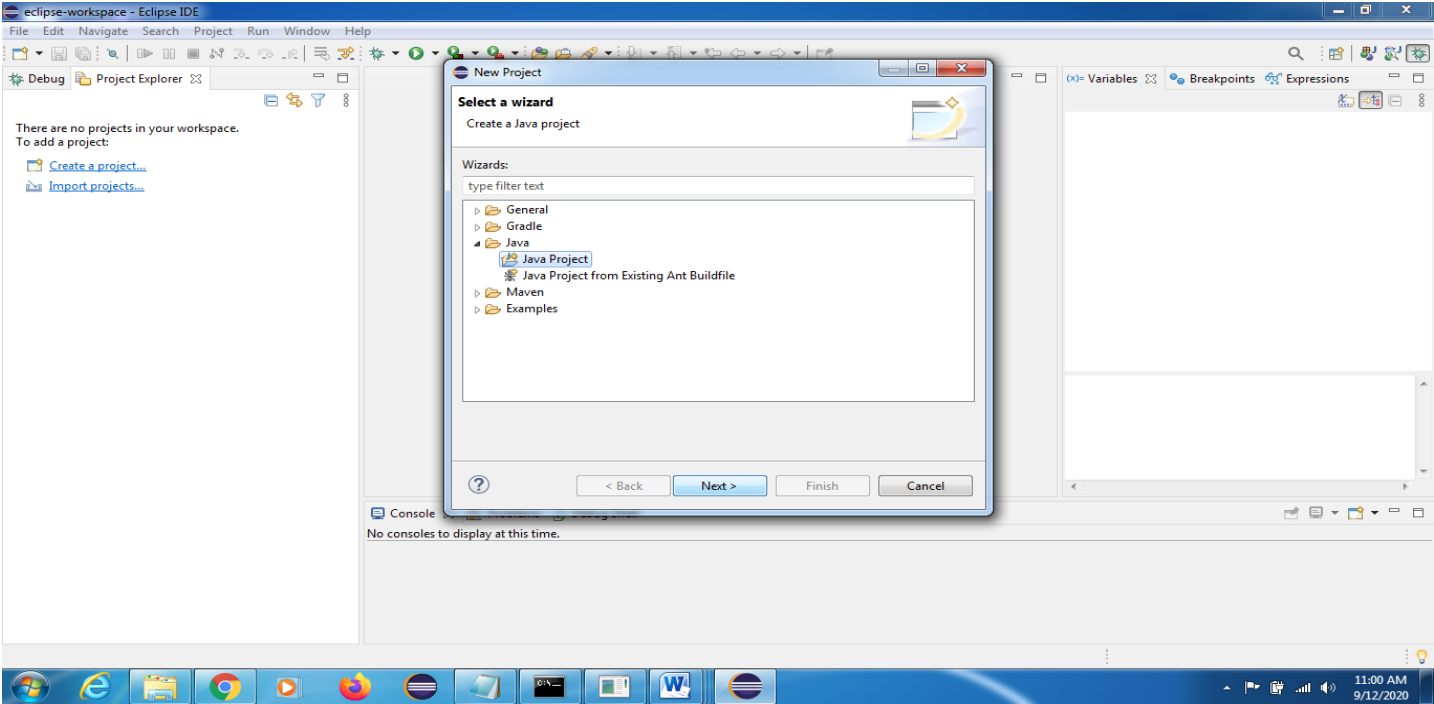 eclipse-workspace - Eclipse IDE
File Edit Navigate Search Project Run Window Help
Debug Project Explorer
(x)= Variables Breakpoints Expressions
There are no projects in your workspace.
To add a project:
Create a project...
Import projects...
New Project
Select a wizard
Create a Java project
Wizards:
type filter text
General
Gradle
Java
Java Project
Java Project from Existing Ant Buildfile
Maven
Examples
< Back Next > Finish Cancel
Console
No consoles to display at this time.
C:\
W
11:00 AM
9/12/2020